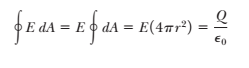 ∮ E dA = E ∮ dA = E(4πr²) = Q/ϵ₀